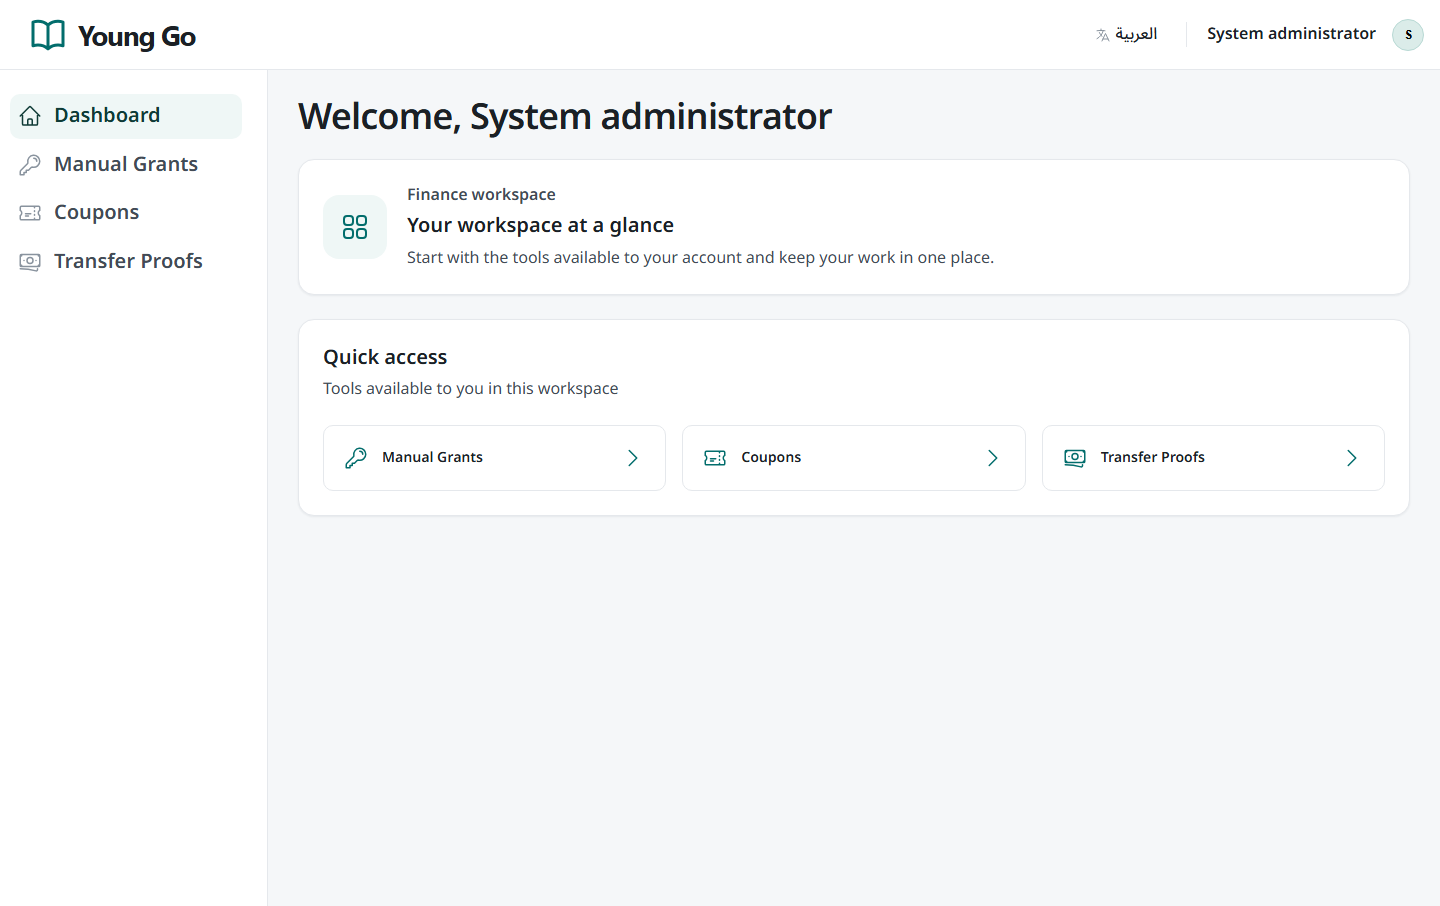 Young Go
العربية
System administrator
S
Dashboard
Manual Grants
Coupons
Transfer Proofs
Welcome, System administrator
Finance workspace
Your workspace at a glance
Start with the tools available to your account and keep your work in one place.
Quick access
Tools available to you in this workspace
Manual Grants
Coupons
Transfer Proofs